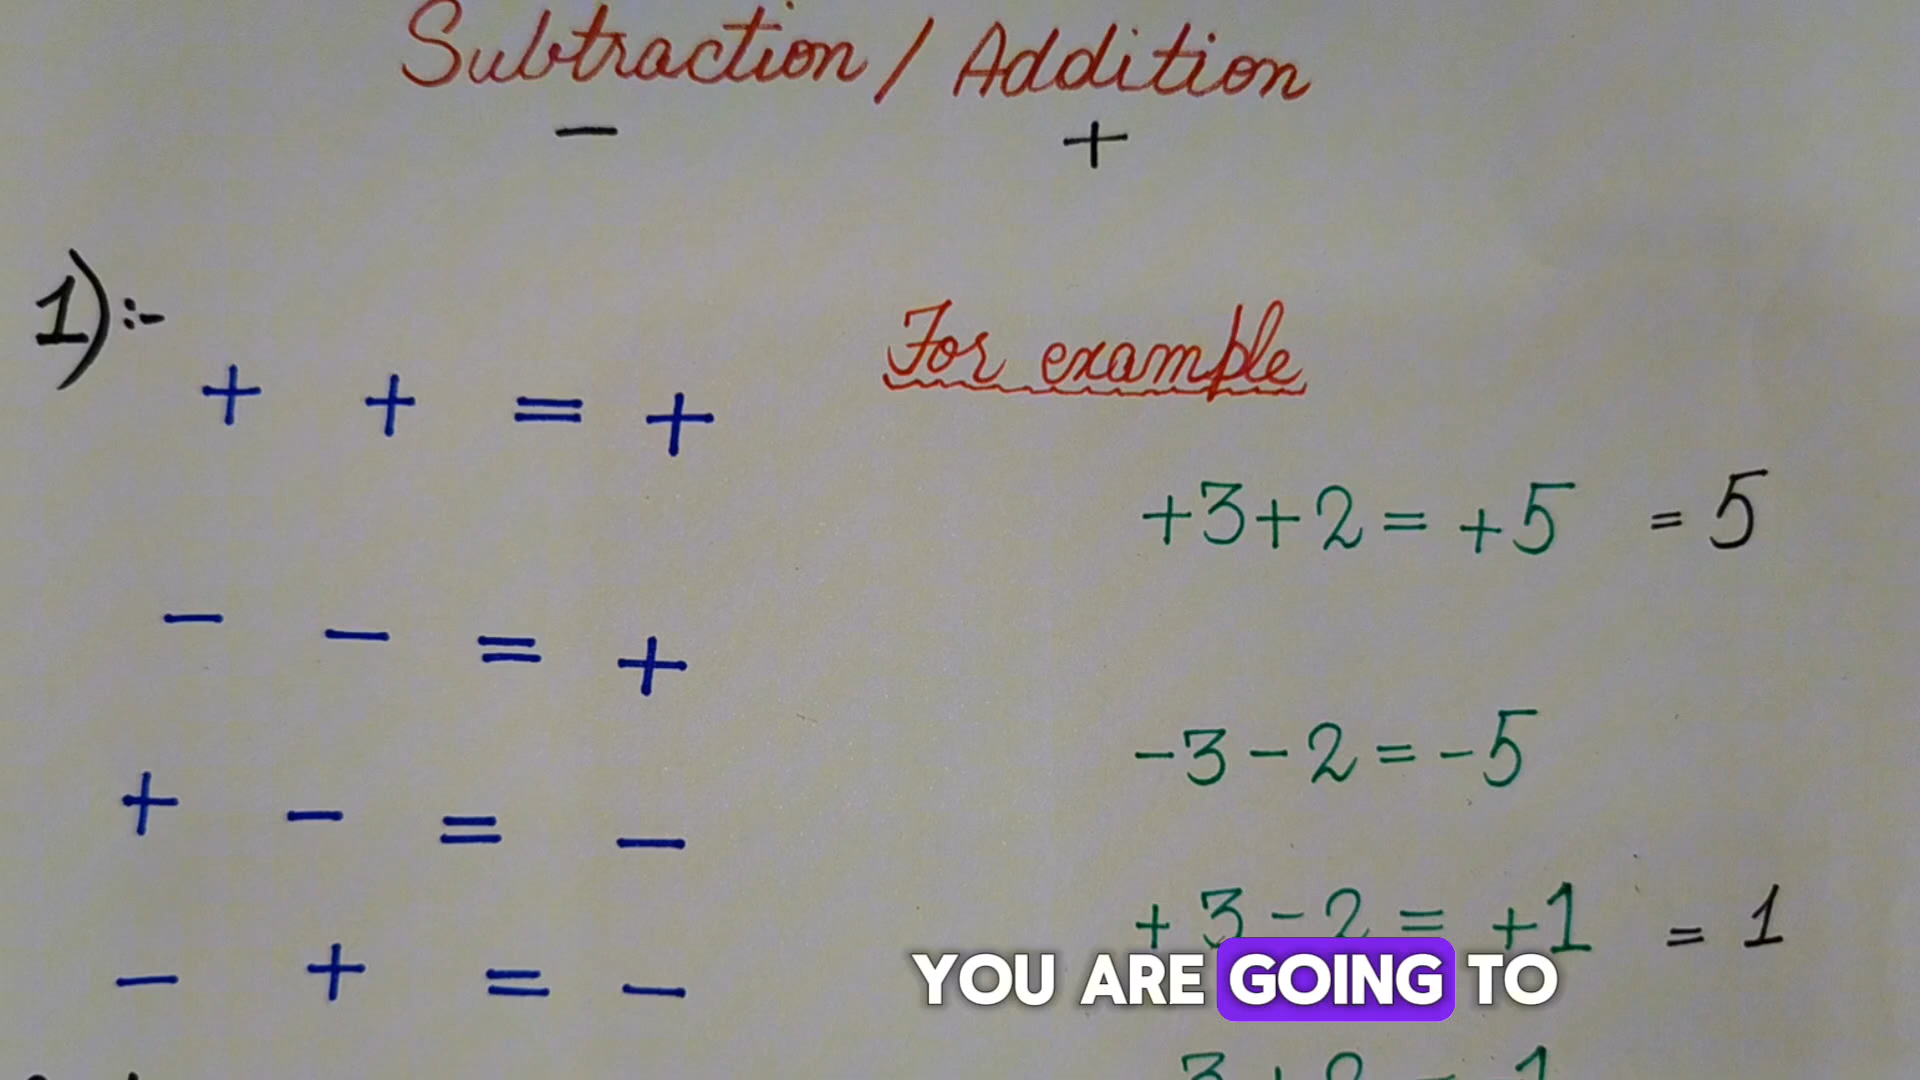 Subtraction / Addition
- +
1):-
For example
+ + = +
+3+2 = +5 = 5
- - = +
-3-2 = -5
+ - = -
+3-2 = +1 = 1
- + = -
YOU ARE GOING TO